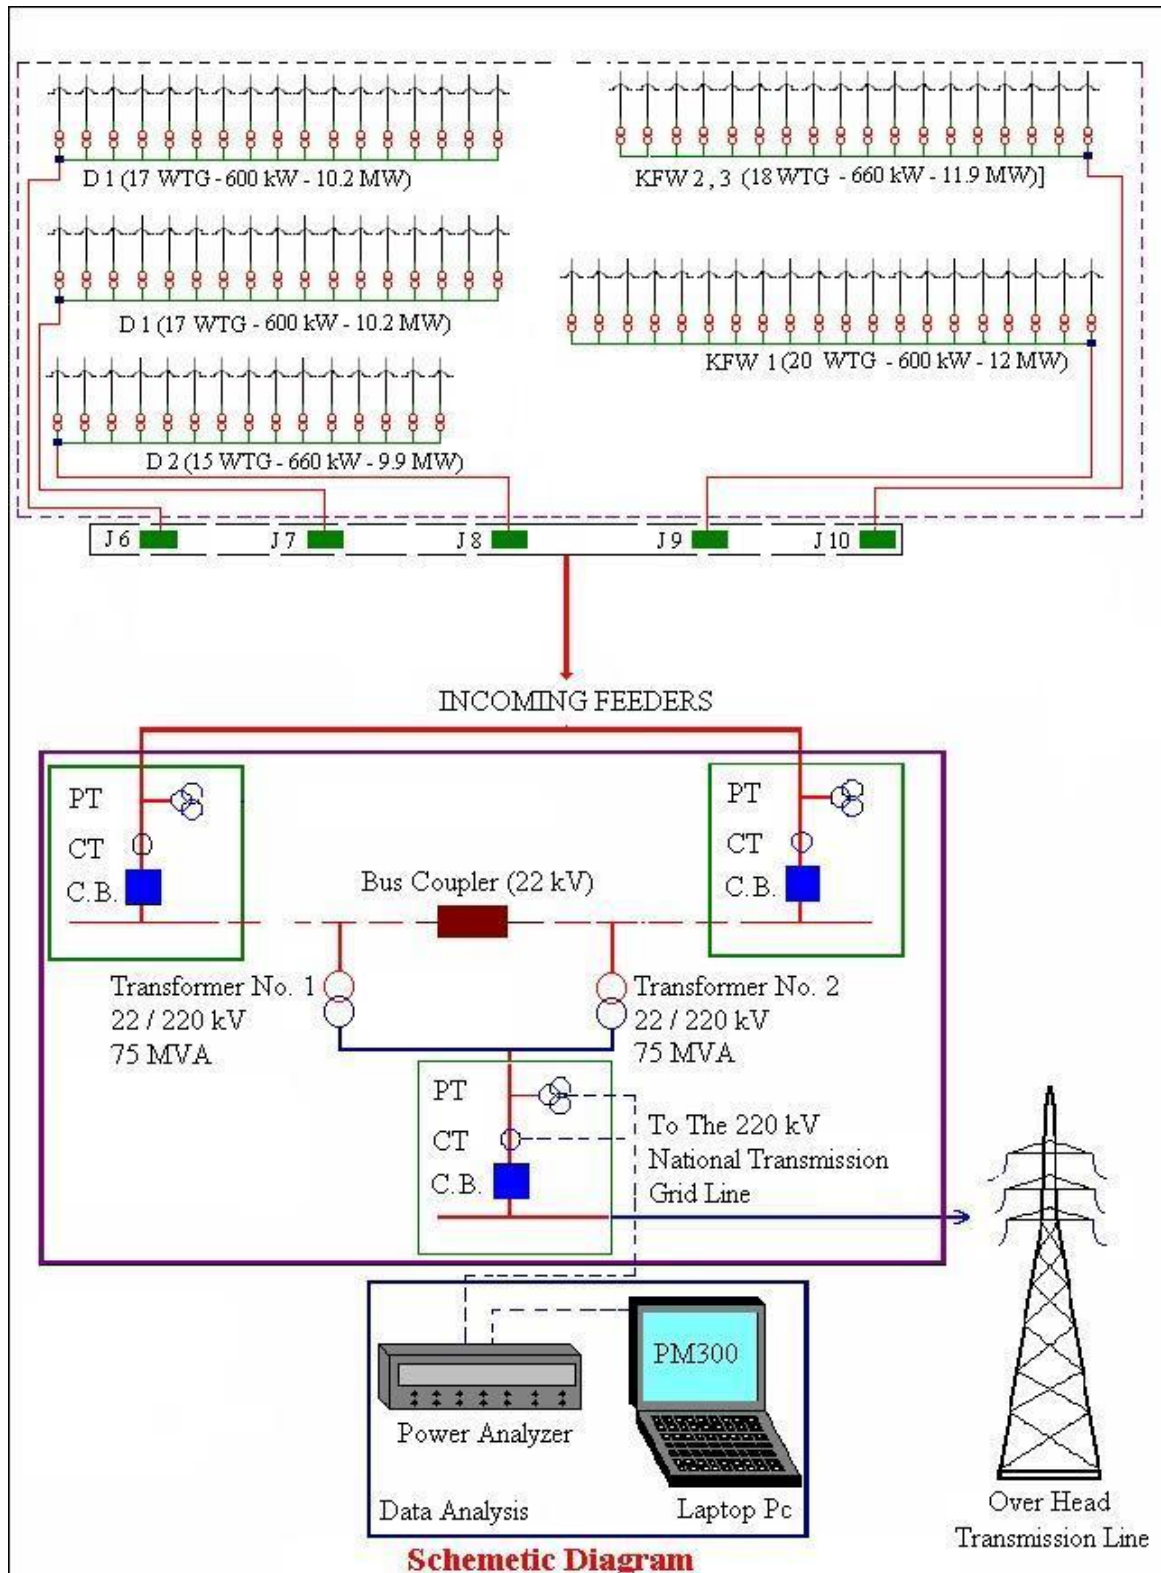 D 1 (17 WTG - 600 kW - 10.2 MW)
KFW 2 , 3 (18 WTG - 660 kW - 11.9 MW)]
D 1 (17 WTG - 600 kW - 10.2 MW)
KFW 1 (20 WTG - 600 kW - 12 MW)
D 2 (15 WTG - 660 kW - 9.9 MW)
J 6
J 7
J 8
J 9
J 10
INCOMING FEEDERS
PT
CT
C.B.
PT
CT
C.B.
Bus Coupler (22 kV)
Transformer No. 1
22 / 220 kV
75 MVA
Transformer No. 2
22 / 220 kV
75 MVA
PT
CT
C.B.
To The 220 kV
National Transmission
Grid Line
PM300
Power Analyzer
Data Analysis
Laptop Pc
Over Head
Transmission Line
Schemetic Diagram